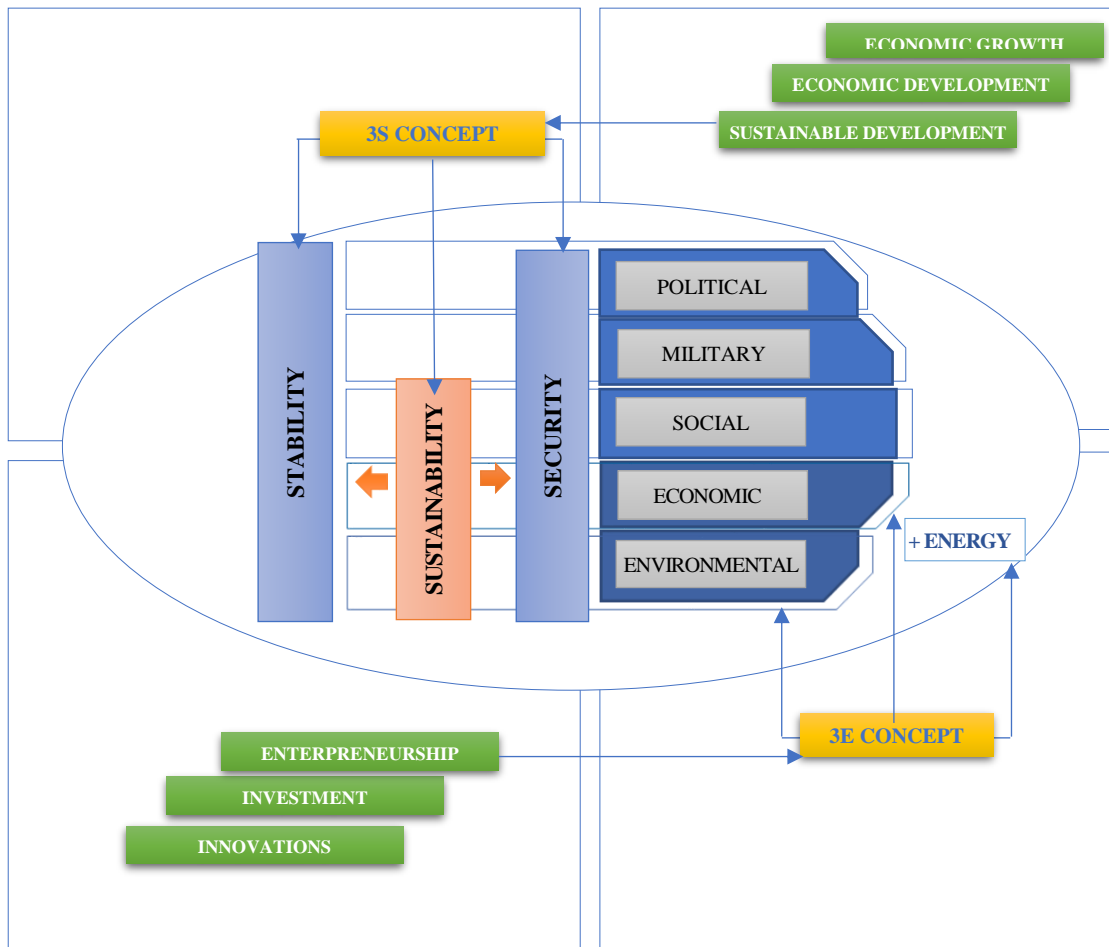 ECONOMIC GROWTH
ECONOMIC DEVELOPMENT
SUSTAINABLE DEVELOPMENT
3S CONCEPT
STABILITY
SUSTAINABILITY
SECURITY
POLITICAL
MILITARY
SOCIAL
ECONOMIC
ENVIRONMENTAL
+ ENERGY
3E CONCEPT
ENTERPRENEURSHIP
INVESTMENT
INNOVATIONS